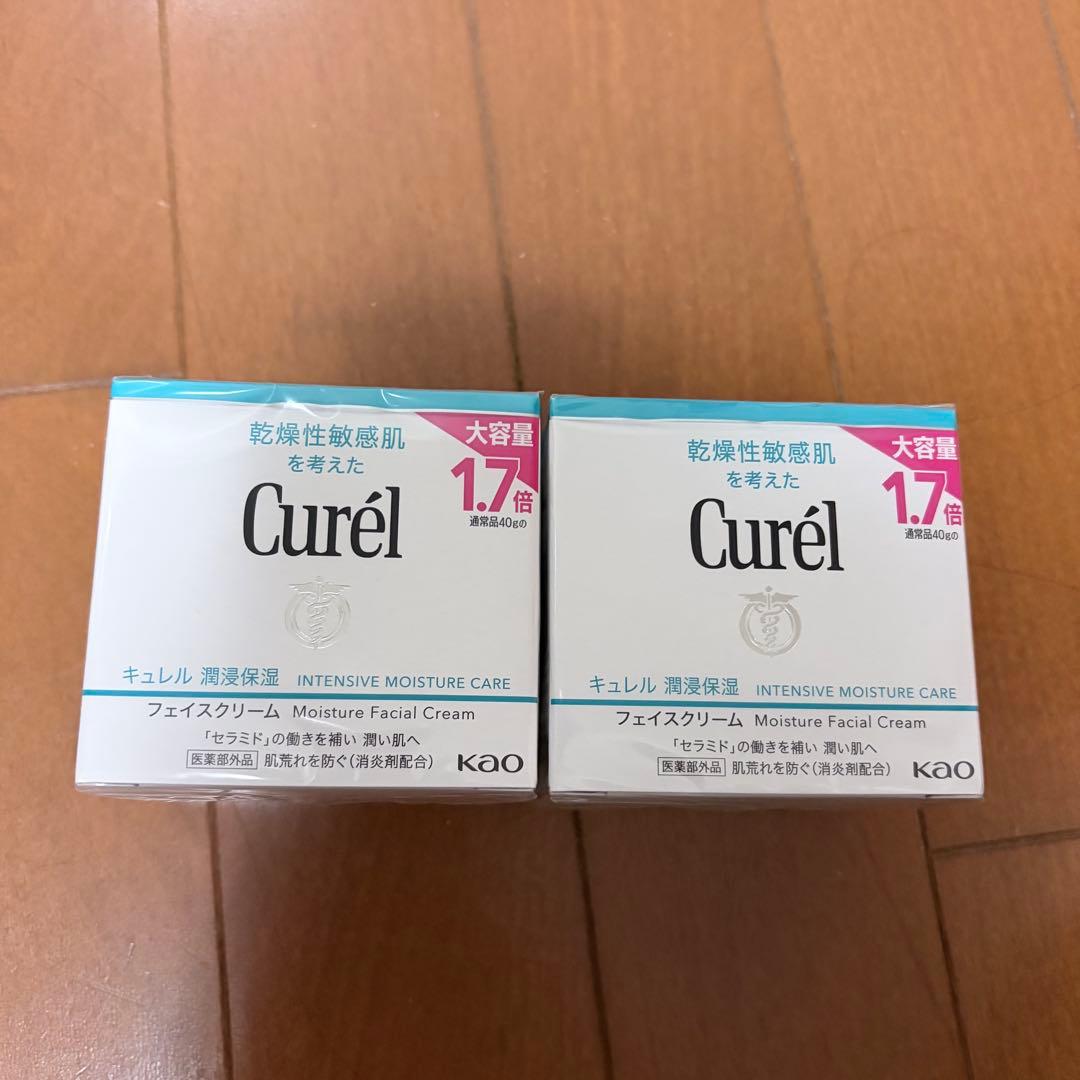 乾燥性敏感肌
を考えた
Curél
大容量
1.7倍
通常品40gの
キュレル 潤浸保湿 INTENSIVE MOISTURE CARE
フェイスクリーム Moisture Facial Cream
「セラミド」の働きを補い 潤い肌へ
医薬部外品 肌荒れを防ぐ(消炎剤配合)
Kao
乾燥性敏感肌
を考えた
Curél
大容量
1.7倍
通常品40gの
キュレル 潤浸保湿 INTENSIVE MOISTURE CARE
フェイスクリーム Moisture Facial Cream
「セラミド」の働きを補い 潤い肌へ
医薬部外品 肌荒れを防ぐ(消炎剤配合)
Kao